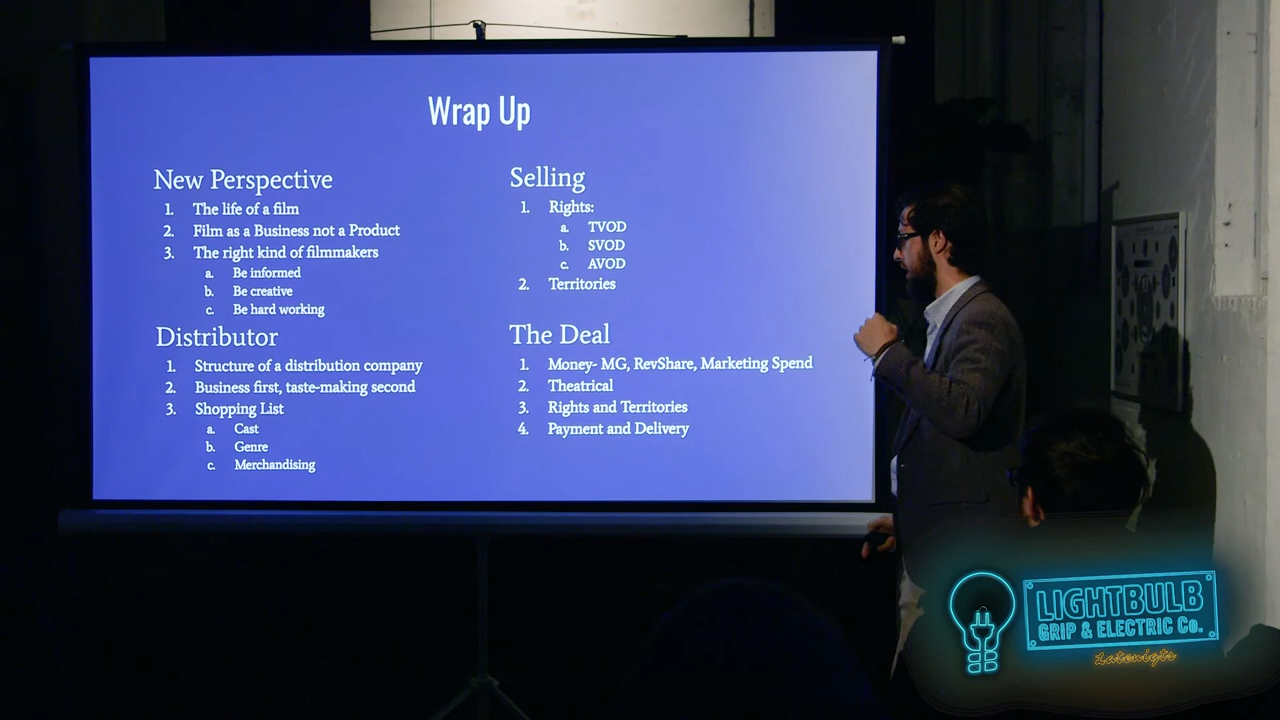 Wrap Up
New Perspective
1. The life of a film
2. Film as a Business not a Product
3. The right kind of filmmakers
a. Be informed
b. Be creative
c. Be hard working
Distributor
1. Structure of a distribution company
2. Business first, taste-making second
3. Shopping List
a. Cast
b. Genre
c. Merchandising
Selling
1. Rights:
a. TVOD
b. SVOD
c. AVOD
2. Territories
The Deal
1. Money- MG, RevShare, Marketing Spend
2. Theatrical
3. Rights and Territories
4. Payment and Delivery
LIGHTBULB
GRIP & ELECTRIC Co.